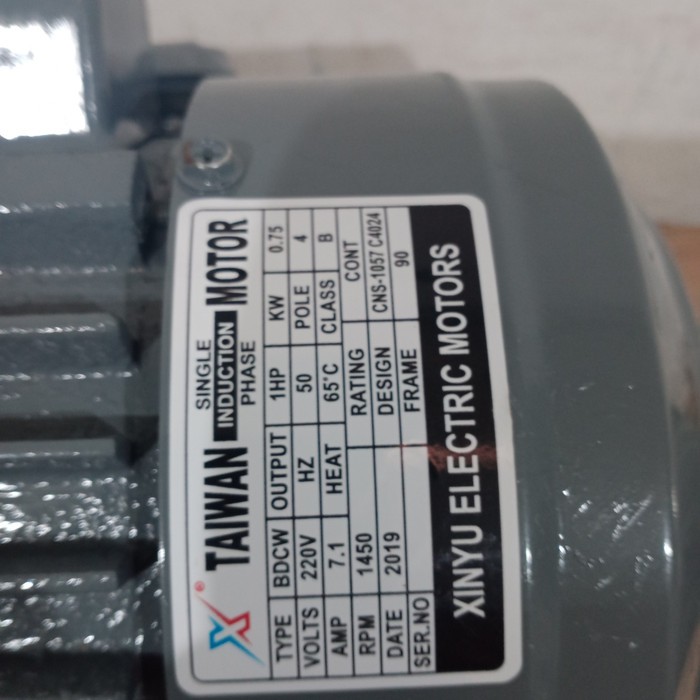 TAIWAN SINGLE INDUCTION PHASE MOTOR
TYPE BDCW OUTPUT 1HP KW 0.75
VOLTS 220V HZ 50 POLE 4
AMP 7.1 HEAT 65°C CLASS B
RPM 1450 RATING CONT
DATE 2019 DESIGN CNS-1057 C4024
SER.NO FRAME 90
XINYU ELECTRIC MOTORS